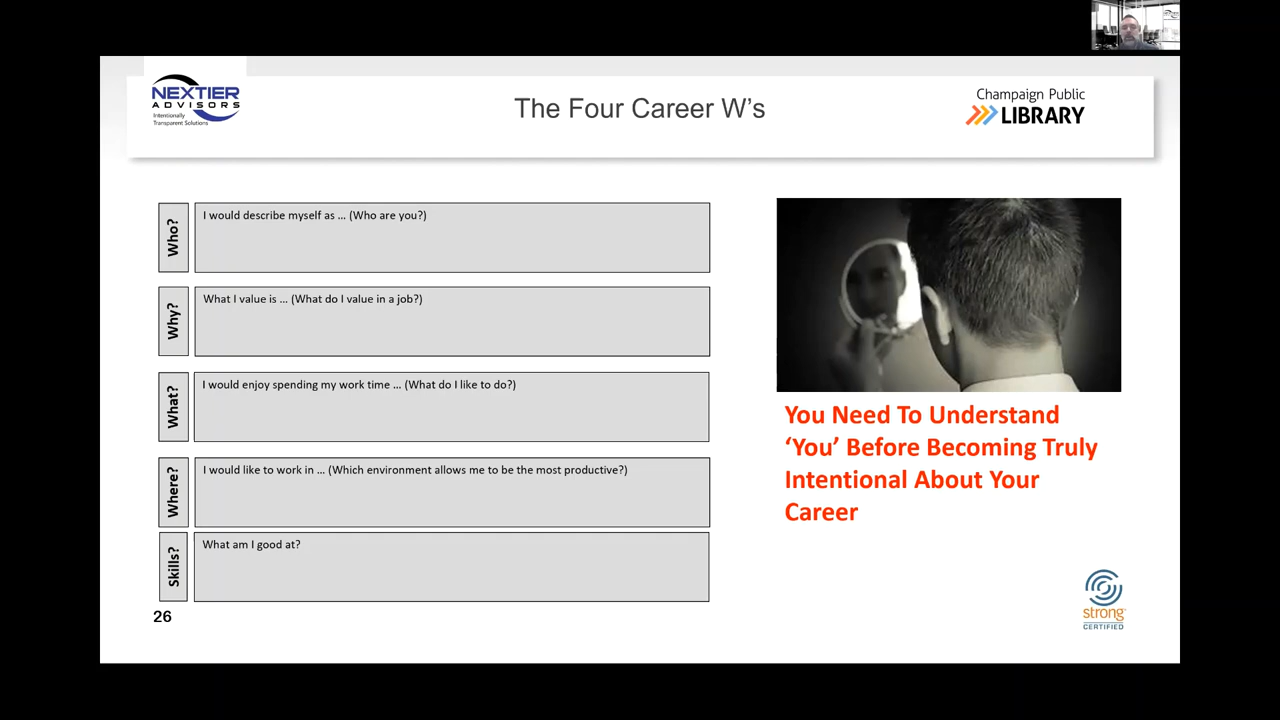 NEXTIER
ADVISORS
Intentionally
Transparent Solutions
The Four Career W's
Champaign Public
LIBRARY
Who?
I would describe myself as ... (Who are you?)
Why?
What I value is ... (What do I value in a job?)
What?
I would enjoy spending my work time ... (What do I like to do?)
Where?
I would like to work in ... (Which environment allows me to be the most productive?)
Skills?
What am I good at?
26
You Need To Understand
‘You’ Before Becoming Truly
Intentional About Your
Career
strong
CERTIFIED